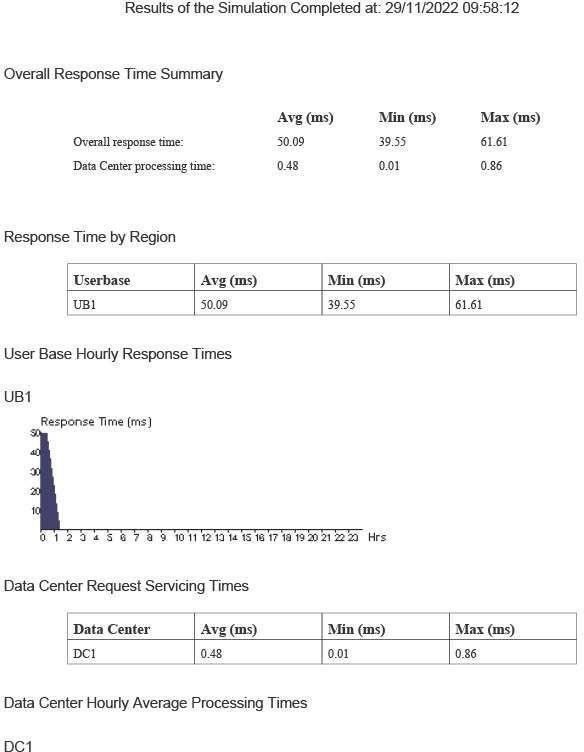 Results of the Simulation Completed at: 29/11/2022 09:58:12
Overall Response Time Summary
Avg (ms) Min (ms) Max (ms)
Overall response time: 50.09 39.55 61.61
Data Center processing time: 0.48 0.01 0.86
Response Time by Region
Userbase Avg (ms) Min (ms) Max (ms)
UB1 50.09 39.55 61.61
User Base Hourly Response Times
UB1
Response Time (ms)
50
40
30
20
10
0 1 2 3 4 5 6 7 8 9 10 11 12 13 14 15 16 17 18 19 20 21 22 23 Hrs
Data Center Request Servicing Times
Data Center Avg (ms) Min (ms) Max (ms)
DC1 0.48 0.01 0.86
Data Center Hourly Average Processing Times
DC1